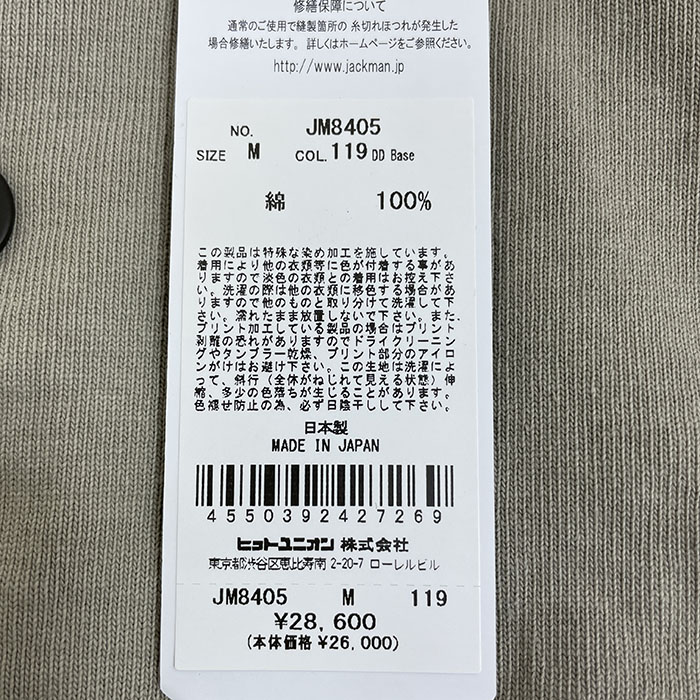 修繕保障について
通常のご使用で縫製箇所の 糸切れほつれが発生した
場合修繕いたします。詳しくはホームページをご参照ください。
http://www.jackman.jp
NO. JM8405
SIZE M COL. 119 DD Base
綿 100%
この製品は特殊な染め加工を施しています。
着用により他の衣類等に色が付着する事があ
りますので淡色の衣類との着用はお控え下さ
い。洗濯の際は他の衣類に移色する場合があ
りますので他のものと取り分けて洗濯して下
さい。濡れたまま放置しないで下さい。また、
プリント加工している製品の場合はプリント
剥離の恐れがありますのでドライクリーニン
グやタンブラー乾燥、プリント部分のアイロ
ンがけはお避け下さい。この生地は洗濯によ
って、斜行（全体がねじれて見える状態）伸
縮、多少の色落ちが生じることがあります。
色褪せ防止の為、必ず日陰干しして下さい。
日本製
MADE IN JAPAN
4550392427269
ヒットユニオン 株式会社
東京都渋谷区恵比寿南 2-20-7 ローレルビル
JM8405 M 119
¥28,600
(本体価格 ¥26,000)